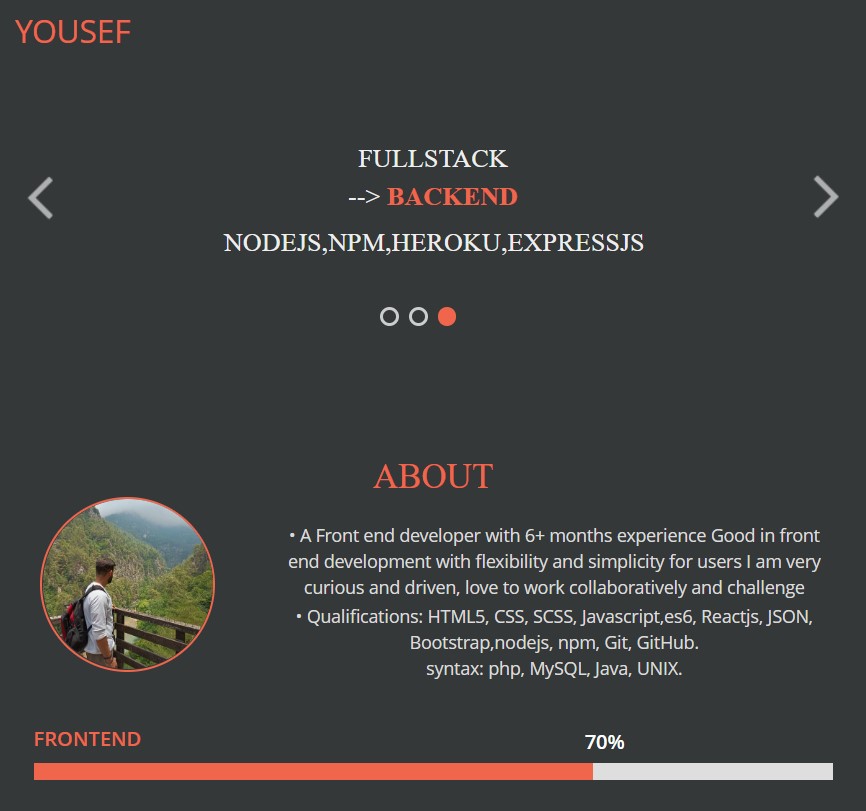 YOUSEF
FULLSTACK
--> BACKEND
NODEJS,NPM,HEROKU,EXPRESSJS
ABOUT
• A Front end developer with 6+ months experience Good in front
end development with flexibility and simplicity for users I am very
curious and driven, love to work collaboratively and challenge
• Qualifications: HTML5, CSS, SCSS, Javascript,es6, Reactjs, JSON,
Bootstrap,nodejs, npm, Git, GitHub.
syntax: php, MySQL, Java, UNIX.
FRONTEND 70%